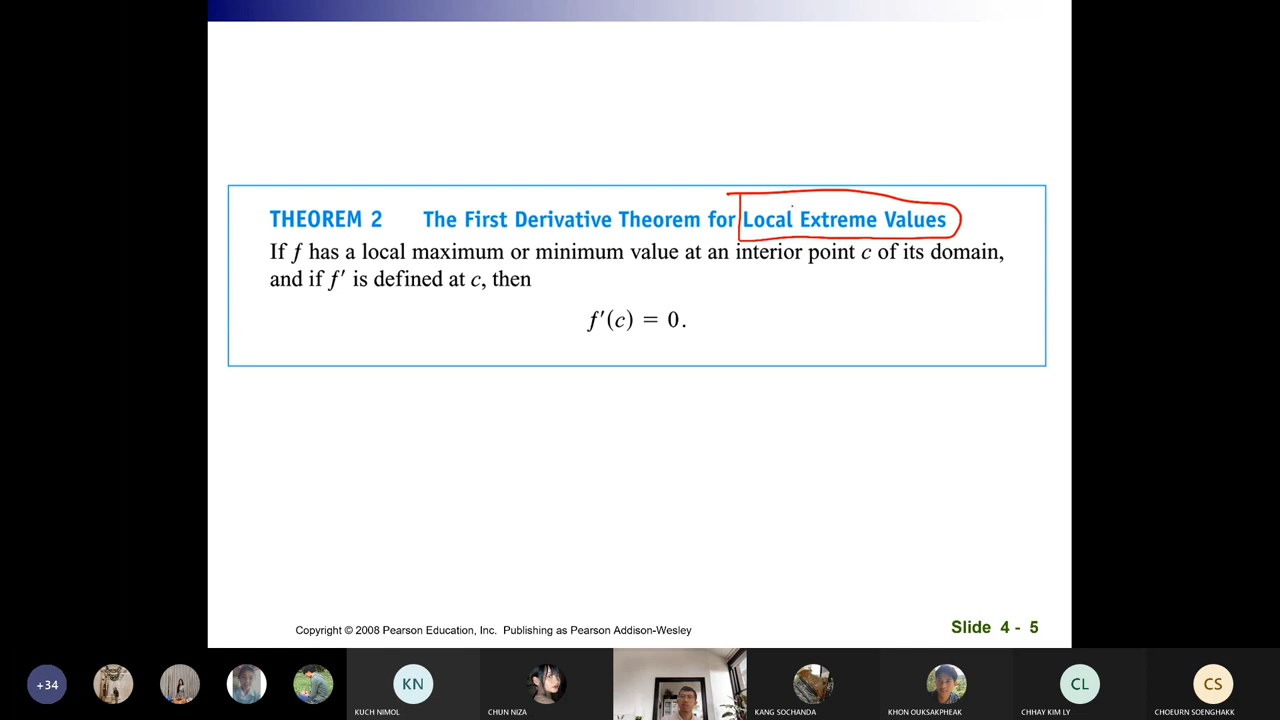 THEOREM 2 The First Derivative Theorem for Local Extreme Values
If f has a local maximum or minimum value at an interior point c of its domain,
and if f′ is defined at c, then
f′(c) = 0.
Copyright © 2008 Pearson Education, Inc. Publishing as Pearson Addison-Wesley
Slide 4 - 5
+34
KN
CL
CS
KUCH NIMOL
CHUN NIZA
KANG SOCHANDA
KHON OUKSAKPHEAK
CHHAY KIM LY
CHOEURN SOENGHAKK